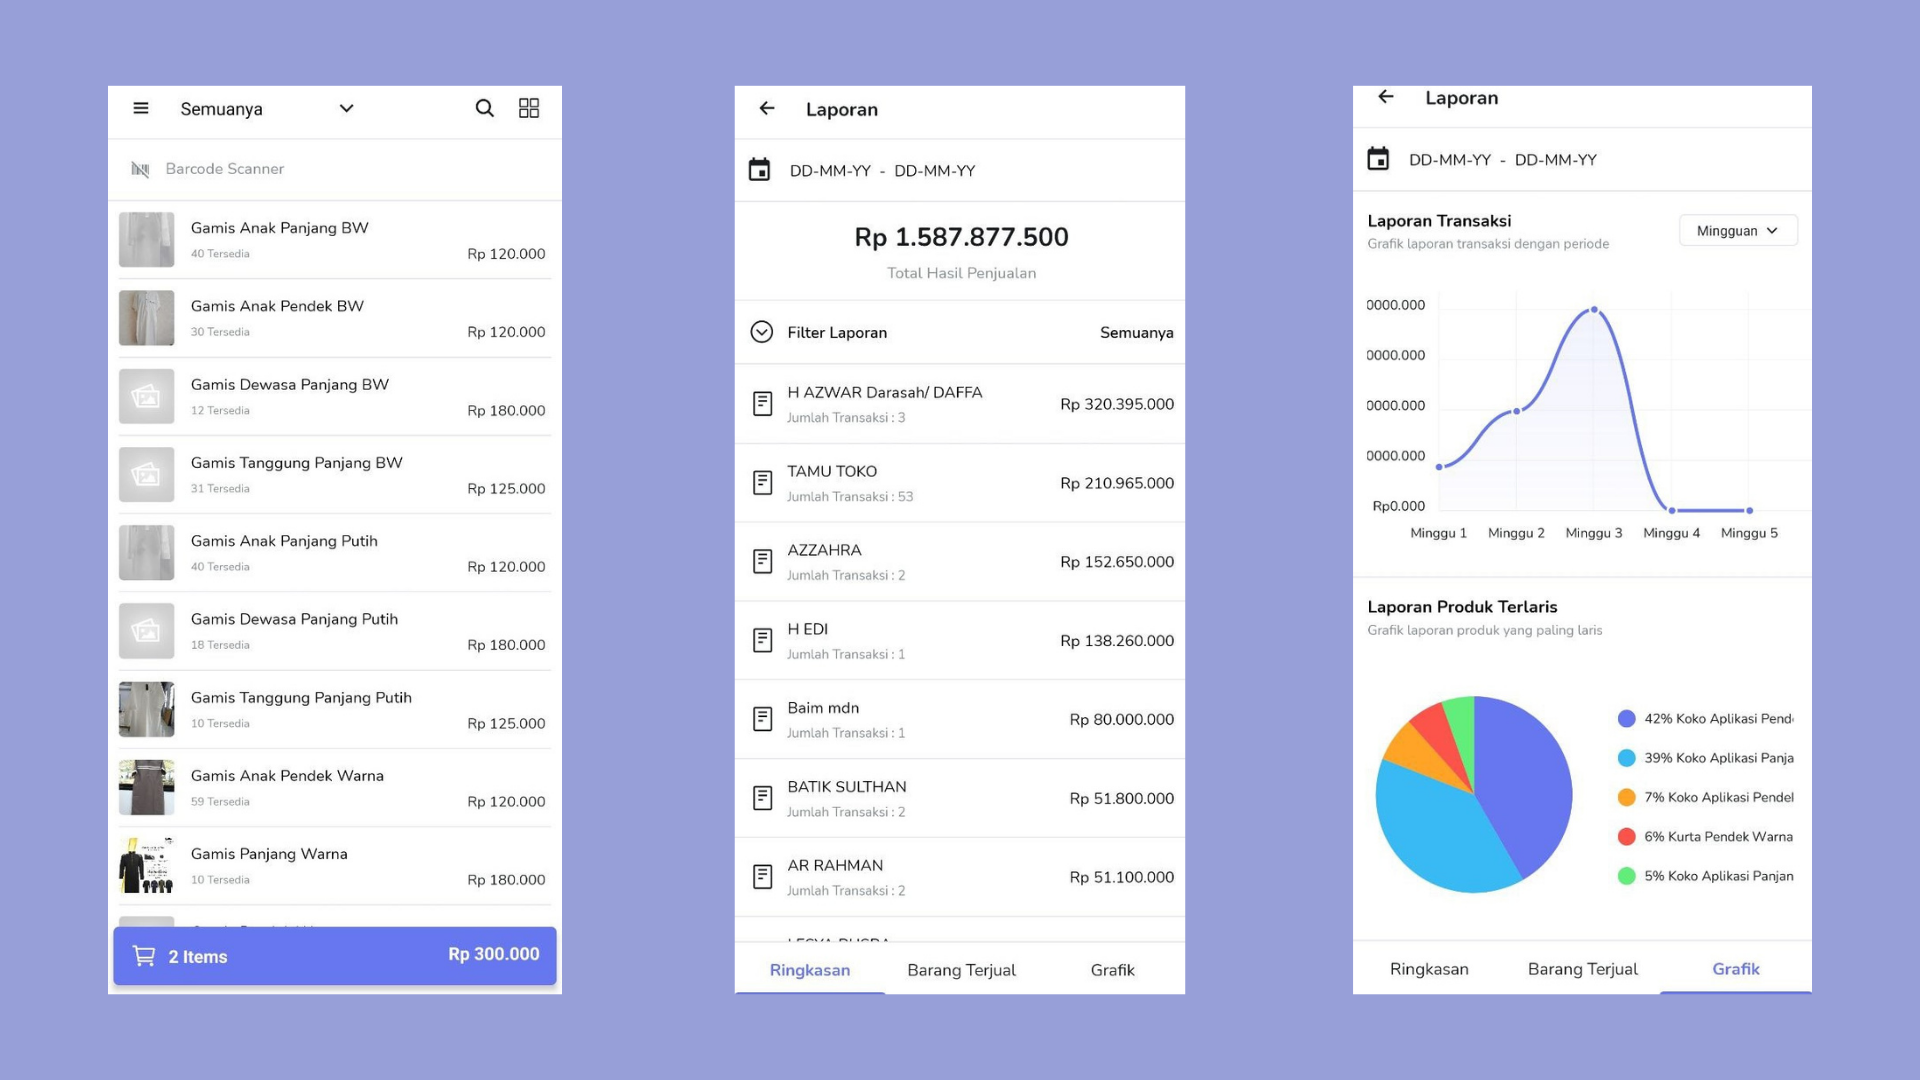 Semuanya
Barcode Scanner
Gamis Anak Panjang BW
40 Tersedia
Rp 120.000
Gamis Anak Pendek BW
30 Tersedia
Rp 120.000
Gamis Dewasa Panjang BW
12 Tersedia
Rp 180.000
Gamis Tanggung Panjang BW
31 Tersedia
Rp 125.000
Gamis Anak Panjang Putih
40 Tersedia
Rp 120.000
Gamis Dewasa Panjang Putih
18 Tersedia
Rp 180.000
Gamis Tanggung Panjang Putih
10 Tersedia
Rp 125.000
Gamis Anak Pendek Warna
59 Tersedia
Rp 120.000
Gamis Panjang Warna
10 Tersedia
Rp 180.000
2 Items
Rp 300.000
Laporan
DD-MM-YY - DD-MM-YY
Rp 1.587.877.500
Total Hasil Penjualan
Filter Laporan
Semuanya
H AZWAR Darasah/ DAFFA
Jumlah Transaksi : 3
Rp 320.395.000
TAMU TOKO
Jumlah Transaksi : 53
Rp 210.965.000
AZZAHRA
Jumlah Transaksi : 2
Rp 152.650.000
H EDI
Jumlah Transaksi : 1
Rp 138.260.000
Baim mdn
Jumlah Transaksi : 1
Rp 80.000.000
BATIK SULTHAN
Jumlah Transaksi : 2
Rp 51.800.000
AR RAHMAN
Jumlah Transaksi : 2
Rp 51.100.000
Ringkasan
Barang Terjual
Grafik
Laporan
DD-MM-YY - DD-MM-YY
Laporan Transaksi
Grafik laporan transaksi dengan periode
Mingguan
0000.000
0000.000
0000.000
0000.000
Rp0.000
Minggu 1
Minggu 2
Minggu 3
Minggu 4
Minggu 5
Laporan Produk Terlaris
Grafik laporan produk yang paling laris
42% Koko Aplikasi Pend
39% Koko Aplikasi Panja
7% Koko Aplikasi Pendel
6% Kurta Pendek Warna
5% Koko Aplikasi Panjan
Ringkasan
Barang Terjual
Grafik